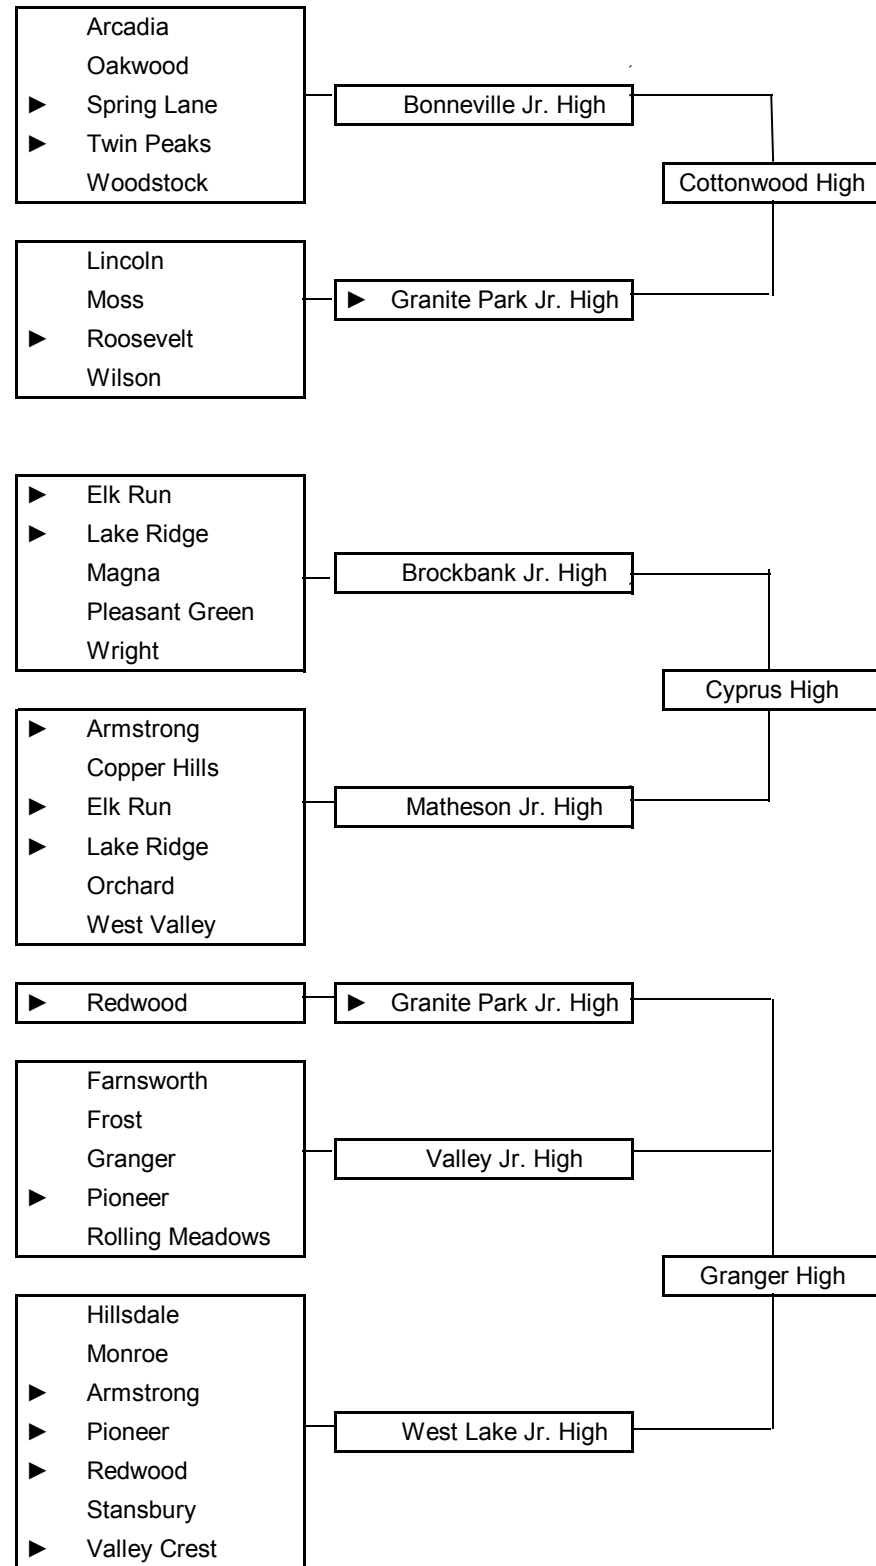 Arcadia
Oakwood
► Spring Lane
► Twin Peaks
Woodstock
Bonneville Jr. High
Cottonwood High
Lincoln
Moss
► Roosevelt
Wilson
► Granite Park Jr. High
► Elk Run
► Lake Ridge
Magna
Pleasant Green
Wright
Brockbank Jr. High
Cyprus High
► Armstrong
Copper Hills
► Elk Run
► Lake Ridge
Orchard
West Valley
Matheson Jr. High
► Redwood
► Granite Park Jr. High
Farnsworth
Frost
Granger
► Pioneer
Rolling Meadows
Valley Jr. High
Granger High
Hillsdale
Monroe
► Armstrong
► Pioneer
► Redwood
Stansbury
► Valley Crest
West Lake Jr. High